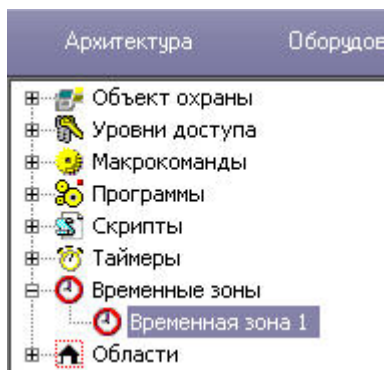 Архитектура Оборудов
Объект охраны
Уровни доступа
Макрокоманды
Программы
Скрипты
Таймеры
Временные зоны
Временная зона 1
Области